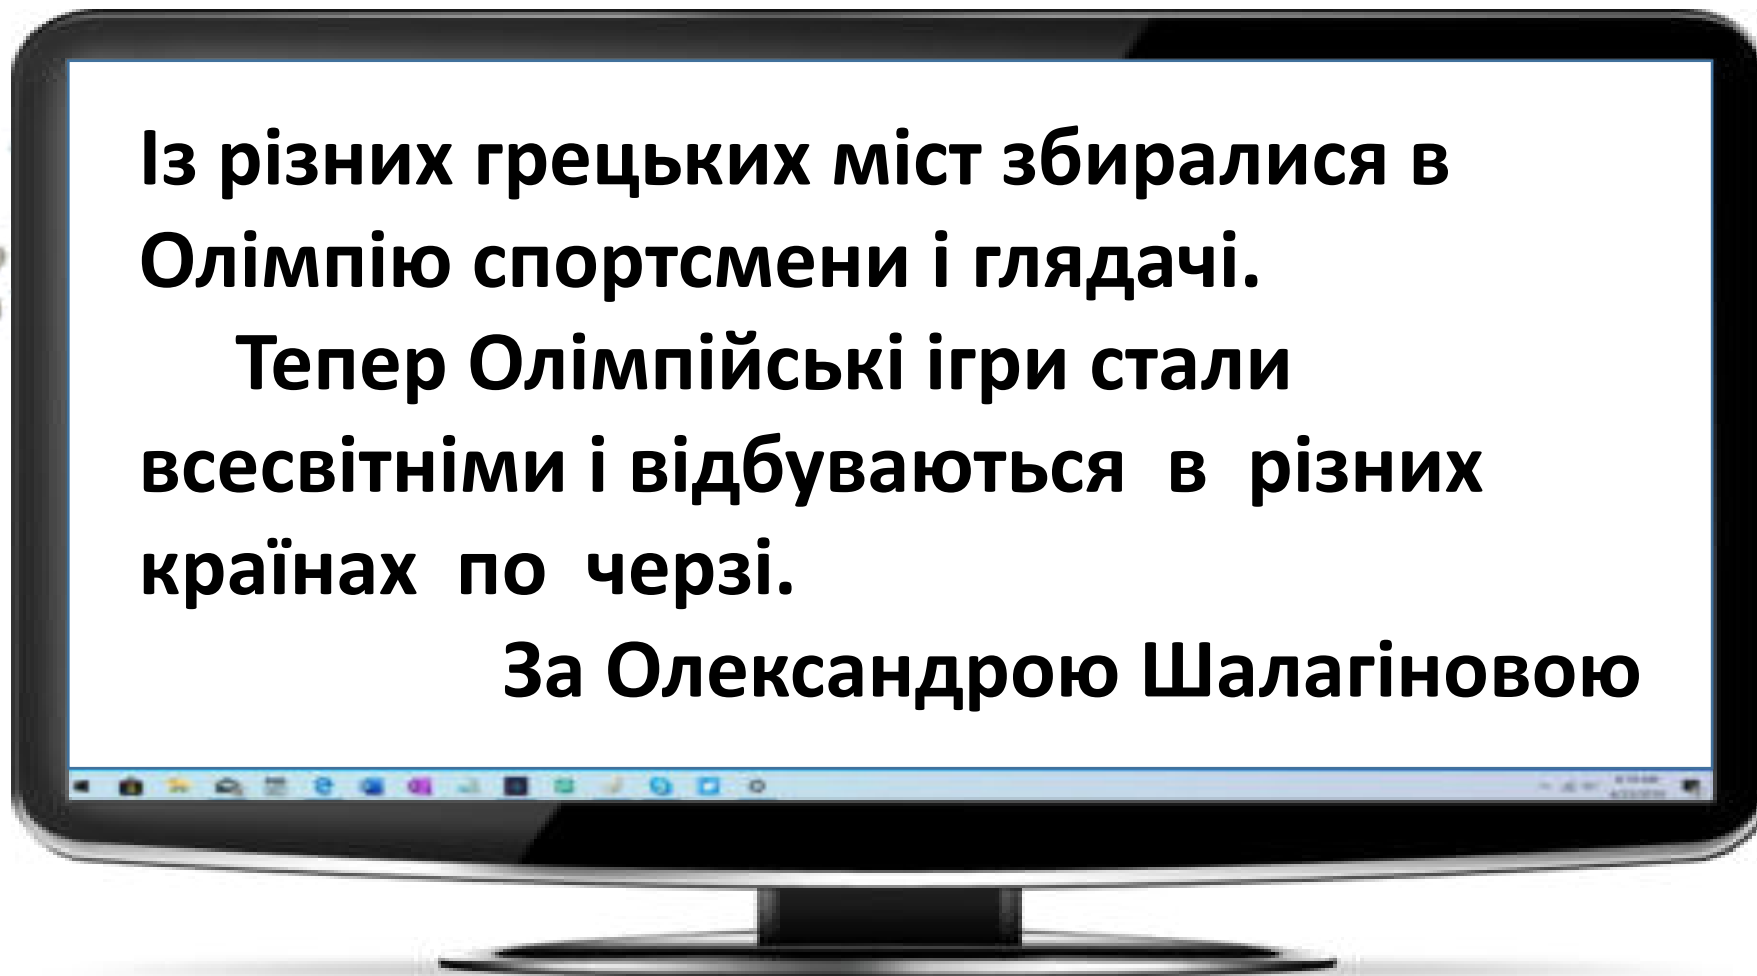 Із різних грецьких міст збиралися в
Олімпію спортсмени і глядачі.
Тепер Олімпійські ігри стали
всесвітніми і відбуваються в різних
країнах по черзі.
За Олександрою Шалагіновою